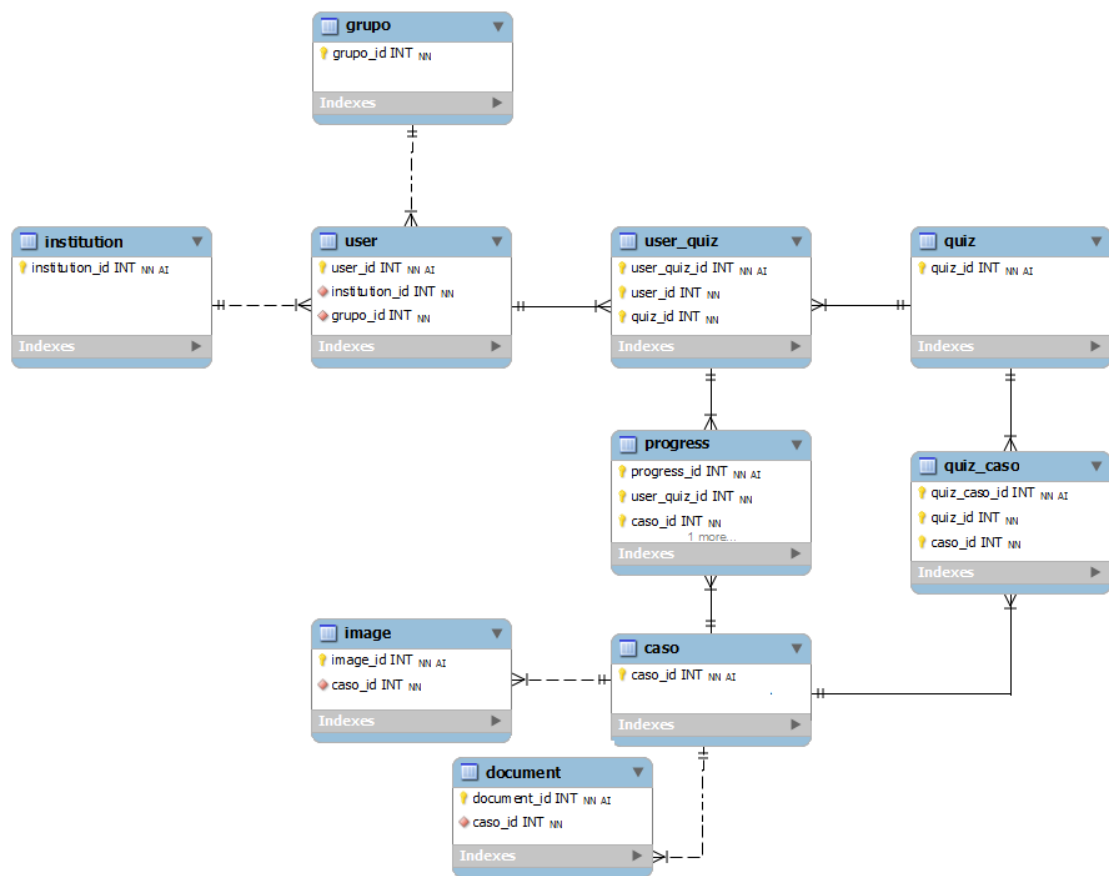 grupo
grupo_id INT NN
Indexes
institution
institution_id INT NN AI
Indexes
user
user_id INT NN AI
institution_id INT NN
grupo_id INT NN
Indexes
user_quiz
user_quiz_id INT NN AI
user_id INT NN
quiz_id INT NN
Indexes
quiz
quiz_id INT NN AI
Indexes
progress
progress_id INT NN AI
user_quiz_id INT NN
caso_id INT NN
1 more...
Indexes
quiz_caso
quiz_caso_id INT NN AI
quiz_id INT NN
caso_id INT NN
Indexes
image
image_id INT NN AI
caso_id INT NN
Indexes
caso
caso_id INT NN AI
Indexes
document
document_id INT NN AI
caso_id INT NN
Indexes